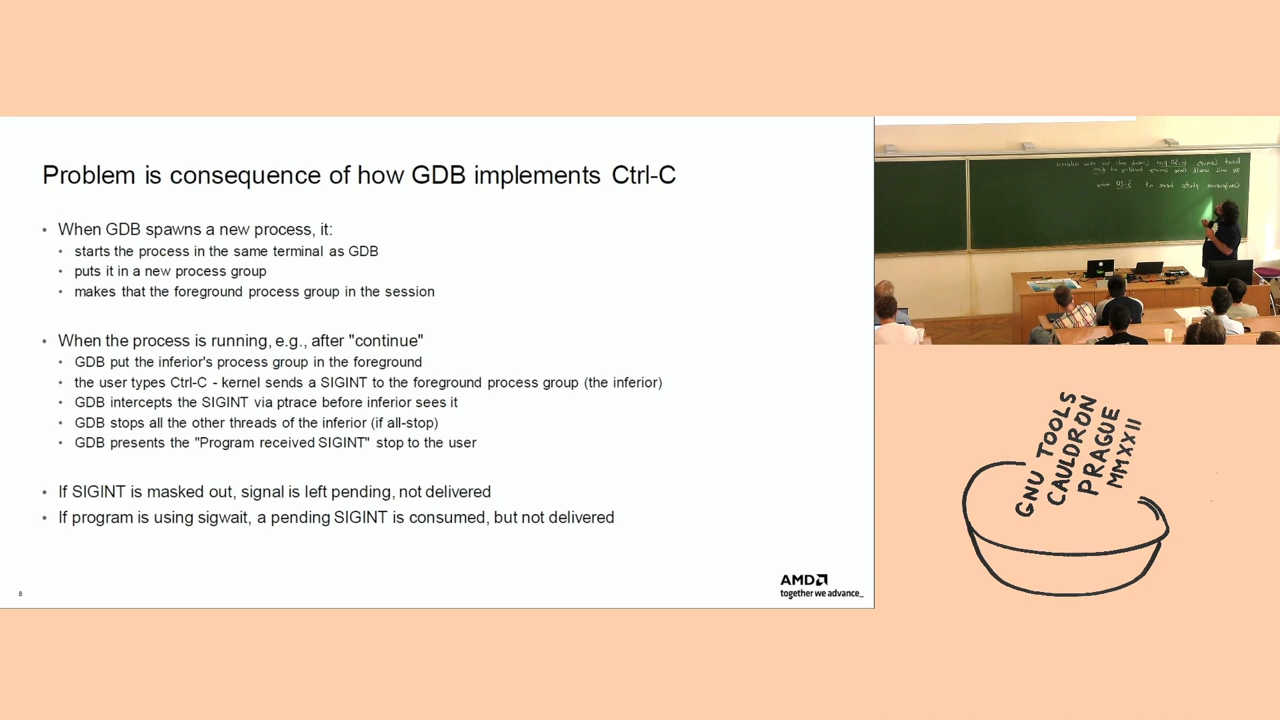 Problem is consequence of how GDB implements Ctrl-C
• When GDB spawns a new process, it:
• starts the process in the same terminal as GDB
• puts it in a new process group
• makes that the foreground process group in the session
• When the process is running, e.g., after "continue"
• GDB put the inferior's process group in the foreground
• the user types Ctrl-C - kernel sends a SIGINT to the foreground process group (the inferior)
• GDB intercepts the SIGINT via ptrace before inferior sees it
• GDB stops all the other threads of the inferior (if all-stop)
• GDB presents the "Program received SIGINT" stop to the user
• If SIGINT is masked out, signal is left pending, not delivered
• If program is using sigwait, a pending SIGINT is consumed, but not delivered
8
AMD
together we advance_
GNU TOOLS
CAULDRON
PRAGUE
MMXXII